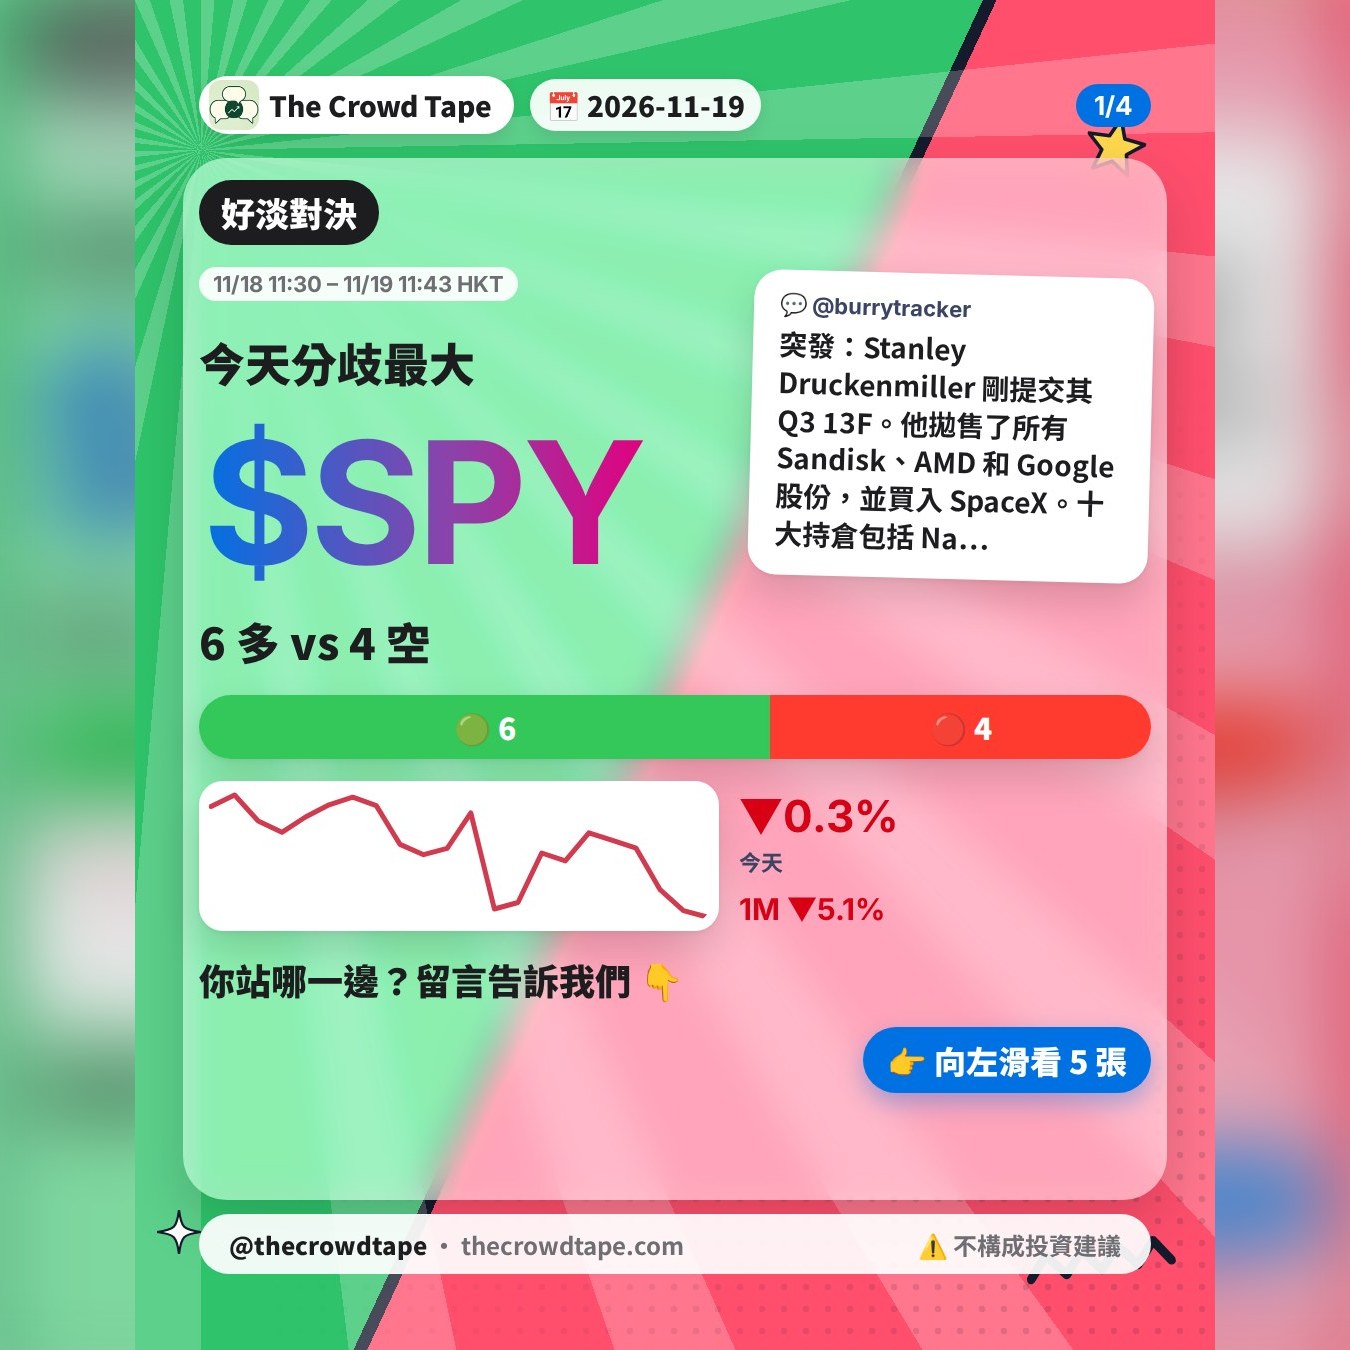 The Crowd Tape
2026-11-19
1/4
好淡對決
11/18 11:30 – 11/19 11:43 HKT
今天分歧最大
$SPY
6 多 vs 4 空
@burrytracker
突發：Stanley
Druckenmiller 剛提交其
Q3 13F。他拋售了所有
Sandisk、AMD 和 Google
股份，並買入 SpaceX。十
大持倉包括 Na…
6
4
▼0.3%
今天
1M ▼5.1%
你站哪一邊？留言告訴我們 👇
👉 向左滑看 5 張
@thecrowdtape · thecrowdtape.com
⚠️ 不構成投資建議